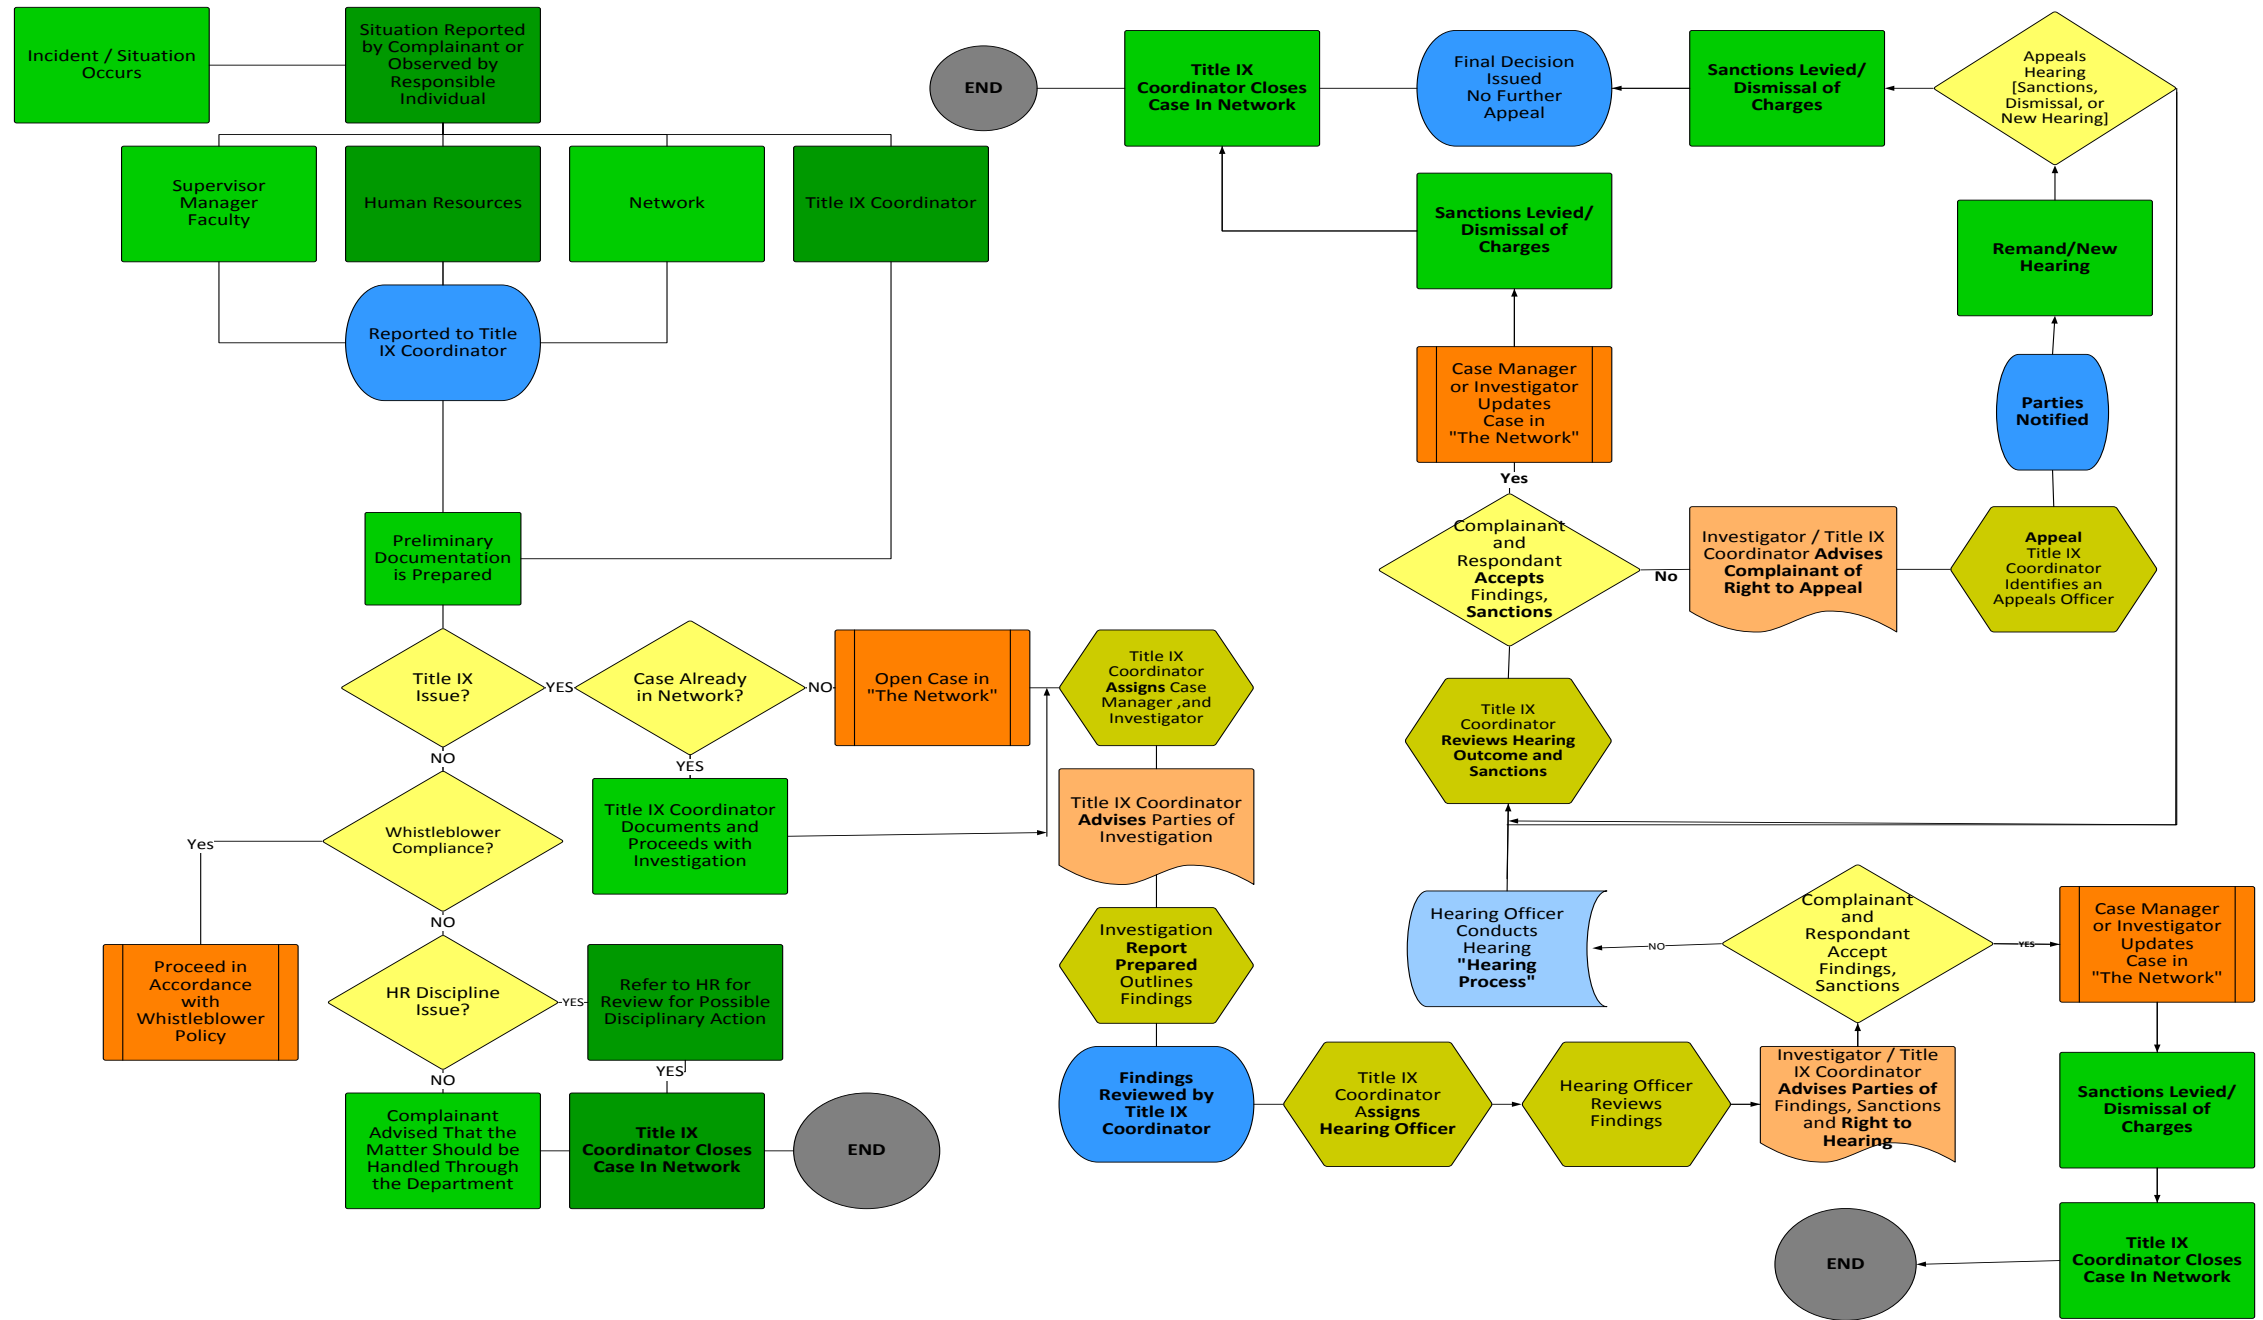 Incident / Situation
Occurs
Situation Reported
by Complainant or
Observed by
Responsible
Individual
Supervisor
Manager
Faculty
Human Resources
Network
Title IX Coordinator
Reported to Title
IX Coordinator
Preliminary
Documentation
is Prepared
Title IX
Issue?
YES
Case Already
in Network?
NO
Open Case in
"The Network"
Title IX
Coordinator
Assigns Case
Manager ,and
Investigator
NO
YES
Title IX Coordinator
Documents and
Proceeds with
Investigation
Title IX Coordinator
Advises Parties of
Investigation
Whistleblower
Compliance?
Yes
Proceed in
Accordance
with
Whistleblower
Policy
NO
HR Discipline
Issue?
YES
Refer to HR for
Review for Possible
Disciplinary Action
YES
NO
Complainant
Advised That the
Matter Should be
Handled Through
the Department
Title IX
Coordinator Closes
Case In Network
END
Investigation
Report
Prepared
Outlines
Findings
Findings
Reviewed by
Title IX
Coordinator
Title IX
Coordinator
Assigns
Hearing Officer
Hearing Officer
Reviews
Findings
Investigator / Title
IX Coordinator
Advises Parties of
Findings, Sanctions
and Right to
Hearing
Complainant
and
Respondant
Accept
Findings,
Sanctions
YES
Case Manager
or Investigator
Updates
Case in
"The Network"
Sanctions Levied/
Dismissal of
Charges
Title IX
Coordinator Closes
Case In Network
END
NO
Hearing Officer
Conducts
Hearing
"Hearing
Process"
Title IX
Coordinator
Reviews Hearing
Outcome and
Sanctions
Complainant
and
Respondant
Accepts
Findings,
Sanctions
Yes
Case Manager
or Investigator
Updates
Case in
"The Network"
Sanctions Levied/
Dismissal of
Charges
No
Investigator / Title IX
Coordinator Advises
Complainant of
Right to Appeal
Appeal
Title IX
Coordinator
Identifies an
Appeals Officer
Parties
Notified
Remand/New
Hearing
Appeals
Hearing
[Sanctions,
Dismissal, or
New Hearing]
Sanctions Levied/
Dismissal of
Charges
Final Decision
Issued
No Further
Appeal
Title IX
Coordinator Closes
Case In Network
END